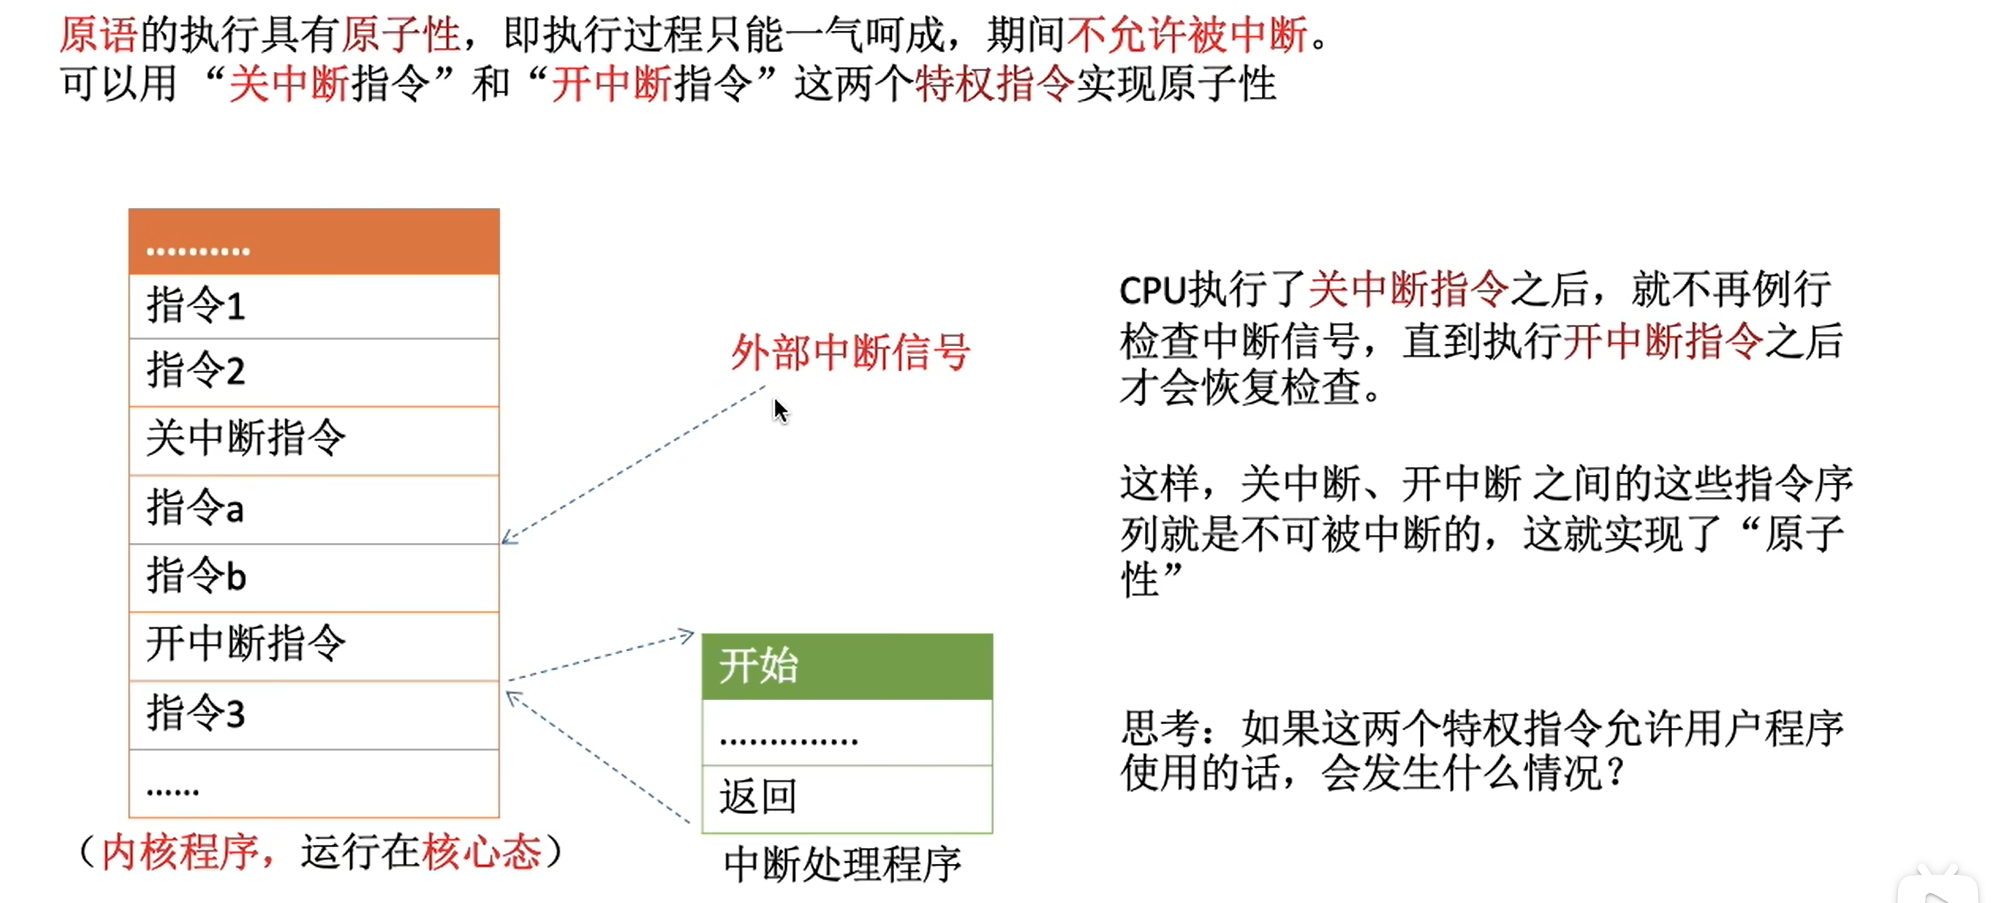 原语的执行具有原子性，即执行过程只能一气呵成，期间不允许被中断。
可以用 “关中断指令”和“开中断指令”这两个特权指令实现原子性
..........
指令1
指令2
关中断指令
指令a
指令b
开中断指令
指令3
......
（内核程序，运行在核心态）
外部中断信号
开始
..............
返回
中断处理程序
CPU执行了关中断指令之后，就不再例行
检查中断信号，直到执行开中断指令之后
才会恢复检查。
这样，关中断、开中断 之间的这些指令序
列就是不可被中断的，这就实现了“原子
性”
思考：如果这两个特权指令允许用户程序
使用的话，会发生什么情况？